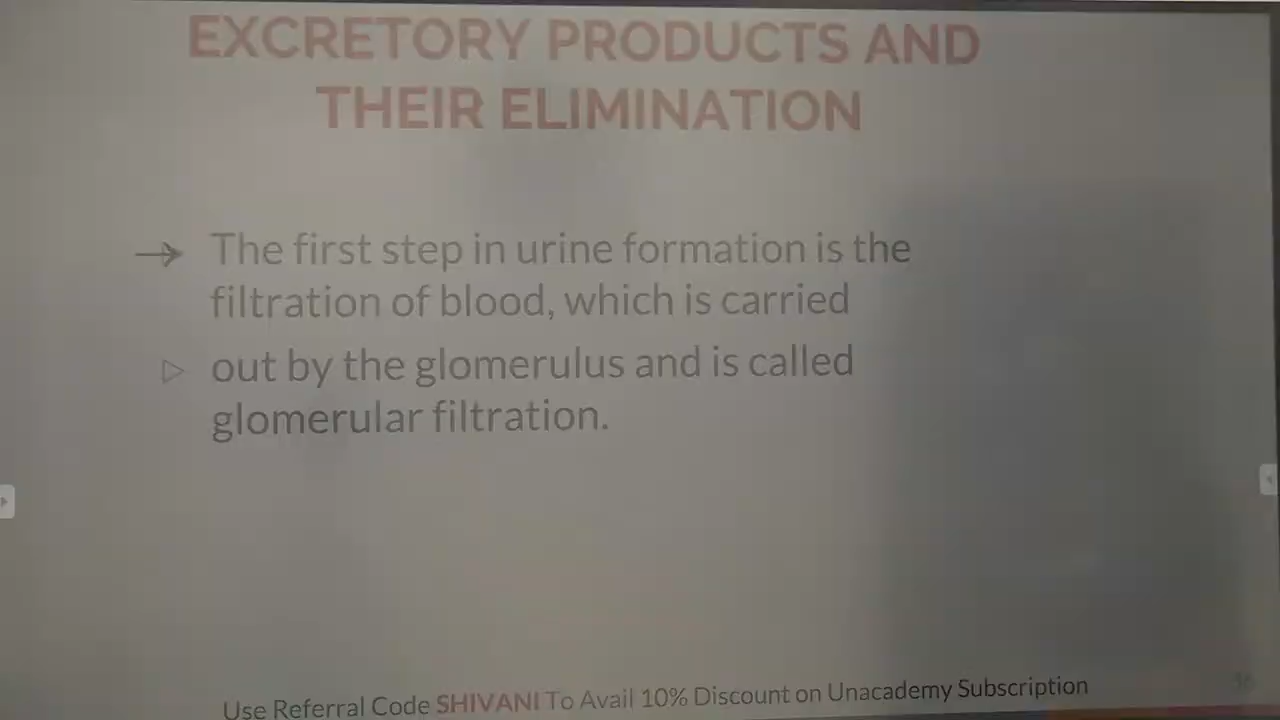 EXCRETORY PRODUCTS AND
THEIR ELIMINATION
The first step in urine formation is the
filtration of blood, which is carried
out by the glomerulus and is called
glomerular filtration.
Use Referral Code SHIVANI To Avail 10% Discount on Unacademy Subscription